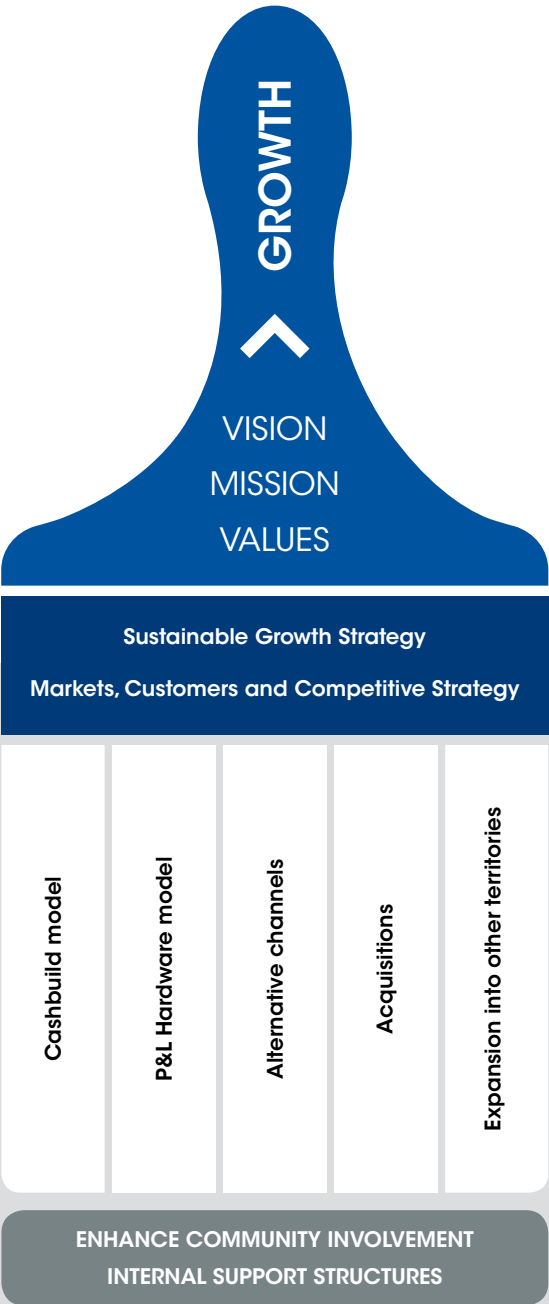 GROWTH
VISION
MISSION
VALUES
Sustainable Growth Strategy
Markets, Customers and Competitive Strategy
Cashbuild model
P&L Hardware model
Alternative channels
Acquisitions
Expansion into other territories
ENHANCE COMMUNITY INVOLVEMENT
INTERNAL SUPPORT STRUCTURES